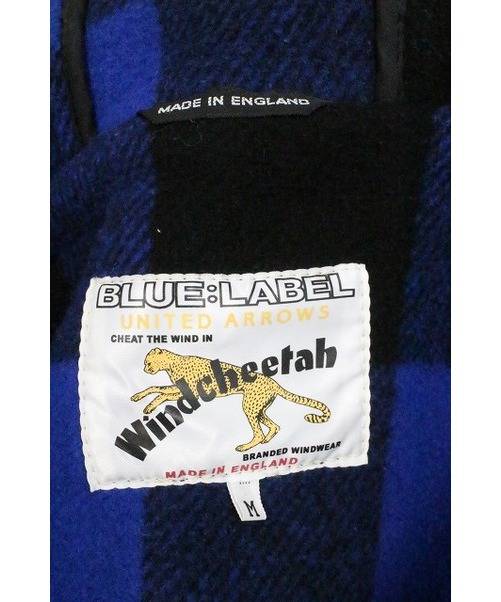 MADE IN ENGLAND
BLUE:LABEL
UNITED ARROWS
CHEAT THE WIND IN
Windcheetah
BRANDED WINDWEAR
MADE IN ENGLAND
M